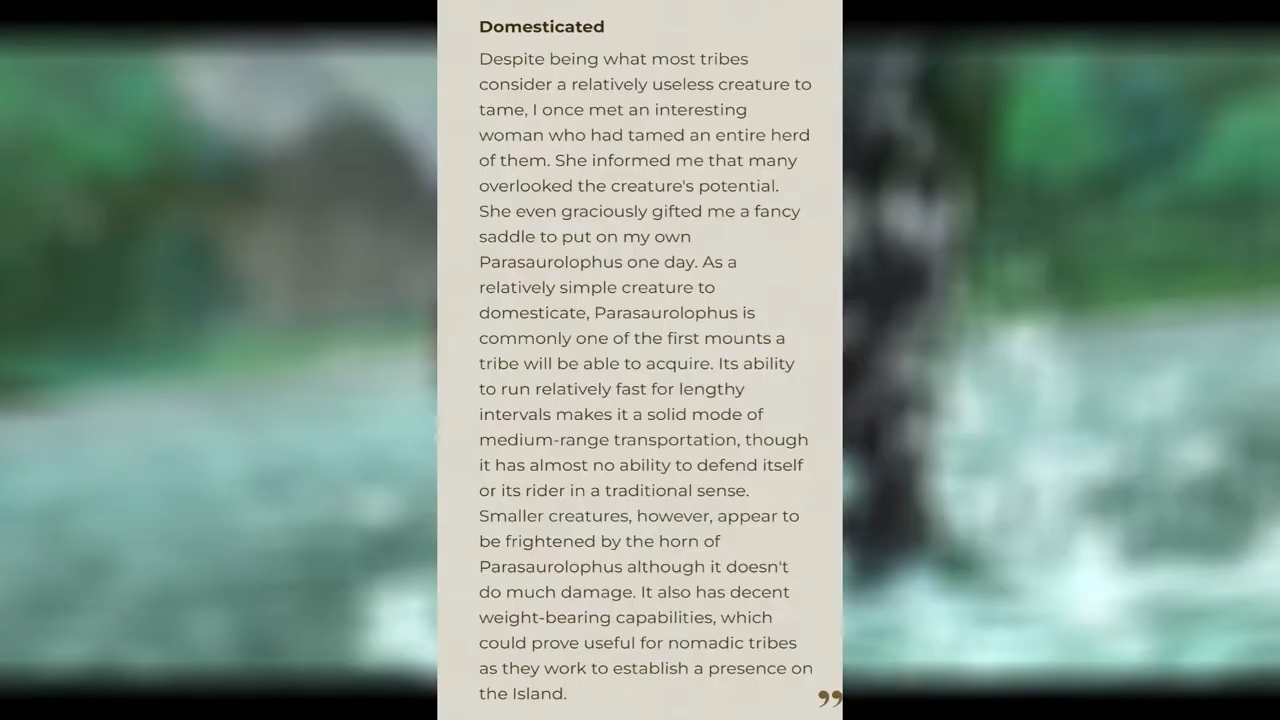 Domesticated
Despite being what most tribes
consider a relatively useless creature to
tame, I once met an interesting
woman who had tamed an entire herd
of them. She informed me that many
overlooked the creature's potential.
She even graciously gifted me a fancy
saddle to put on my own
Parasaurolophus one day. As a
relatively simple creature to
domesticate, Parasaurolophus is
commonly one of the first mounts a
tribe will be able to acquire. Its ability
to run relatively fast for lengthy
intervals makes it a solid mode of
medium-range transportation, though
it has almost no ability to defend itself
or its rider in a traditional sense.
Smaller creatures, however, appear to
be frightened by the horn of
Parasaurolophus although it doesn't
do much damage. It also has decent
weight-bearing capabilities, which
could prove useful for nomadic tribes
as they work to establish a presence on
the Island.
”